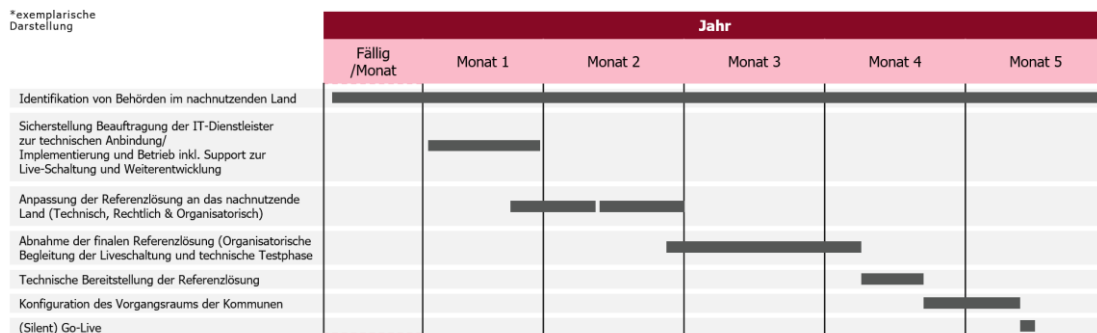 *exemplarische
Darstellung
Jahr
Fällig
/Monat
Monat 1
Monat 2
Monat 3
Monat 4
Monat 5
Identifikation von Behörden im nachnutzenden Land
Sicherstellung Beauftragung der IT-Dienstleister
zur technischen Anbindung/
Implementierung und Betrieb inkl. Support zur
Live-Schaltung und Weiterentwicklung
Anpassung der Referenzlösung an das nachnutzende
Land (Technisch, Rechtlich & Organisatorisch)
Abnahme der finalen Referenzlösung (Organisatorische
Begleitung der Liveschaltung und technische Testphase
Technische Bereitstellung der Referenzlösung
Konfiguration des Vorgangsraums der Kommunen
(Silent) Go-Live